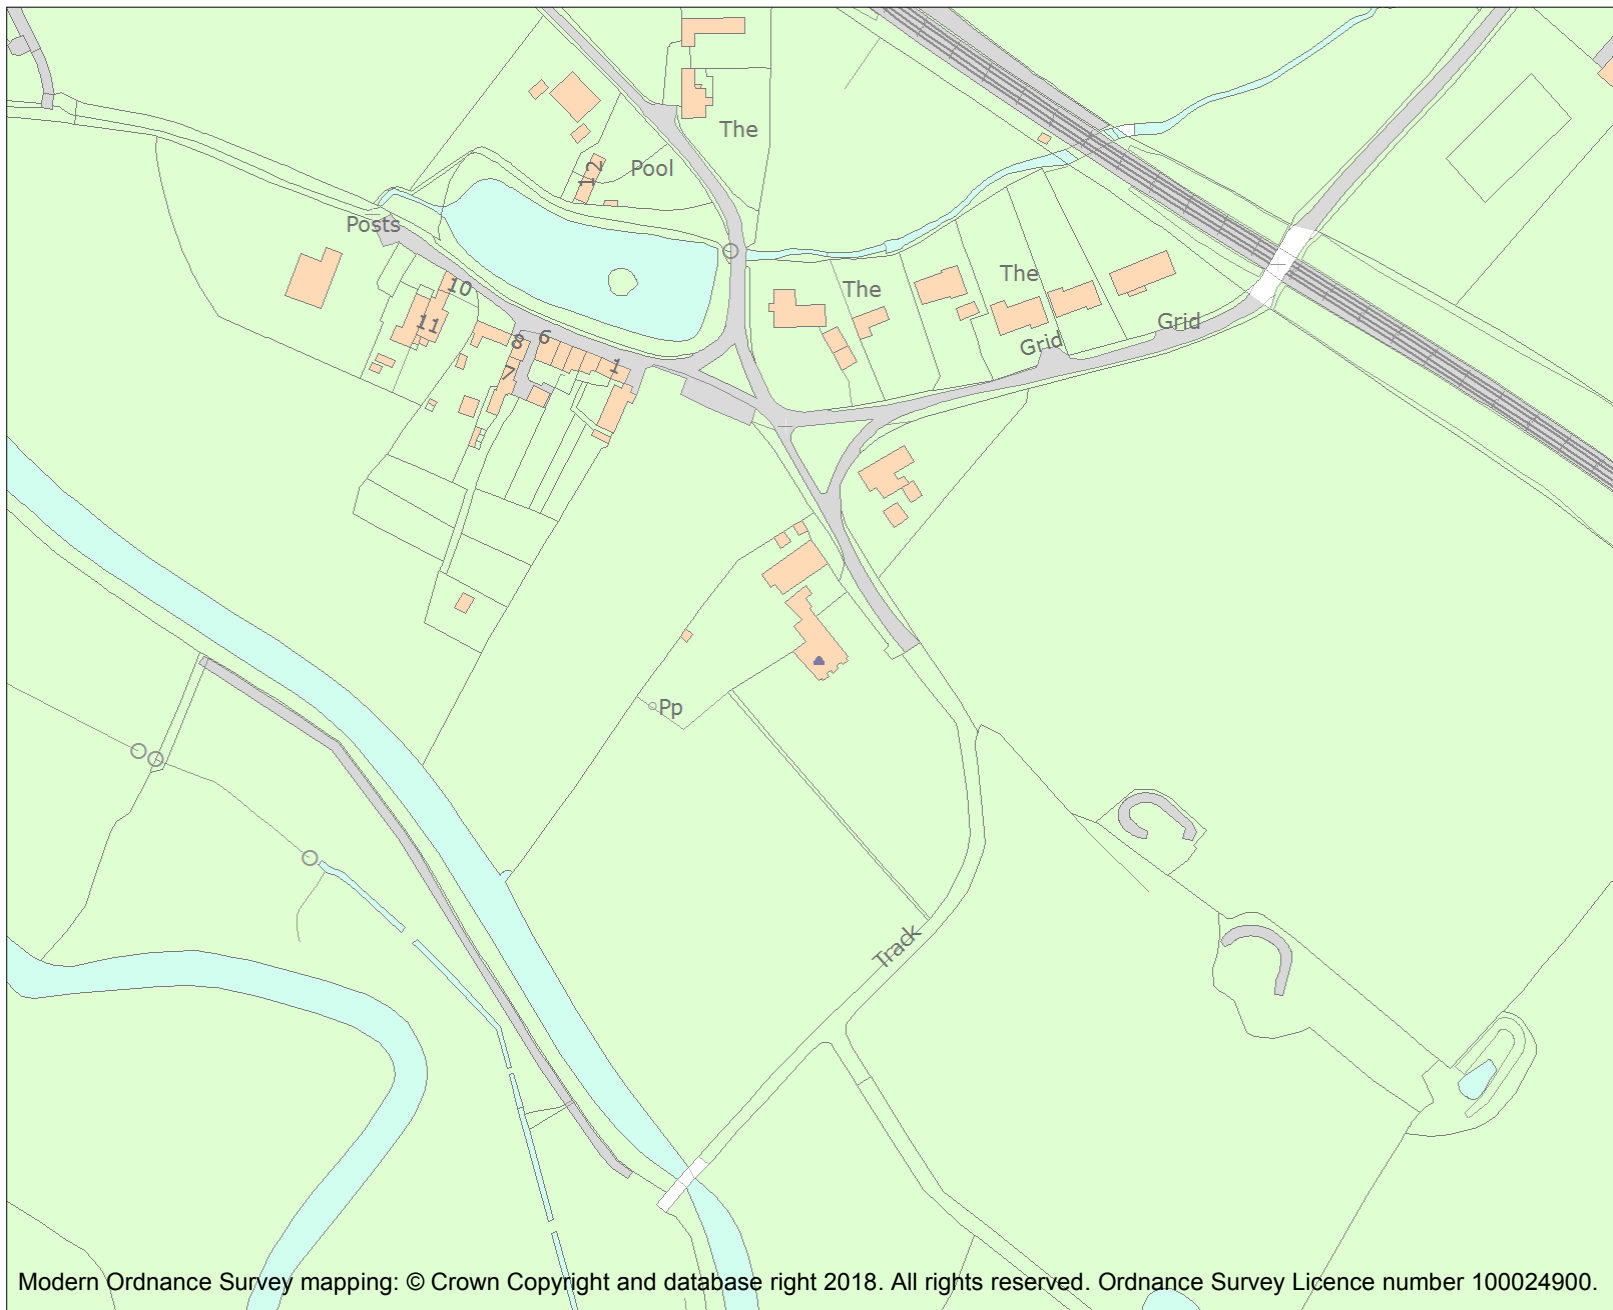 The
12
Pool
Posts
The
The
10
Grid
11
Grid
6
8
1
7
Pp
Track
Modern Ordnance Survey mapping: © Crown Copyright and database right 2018. All rights reserved. Ordnance Survey Licence number 100024900.